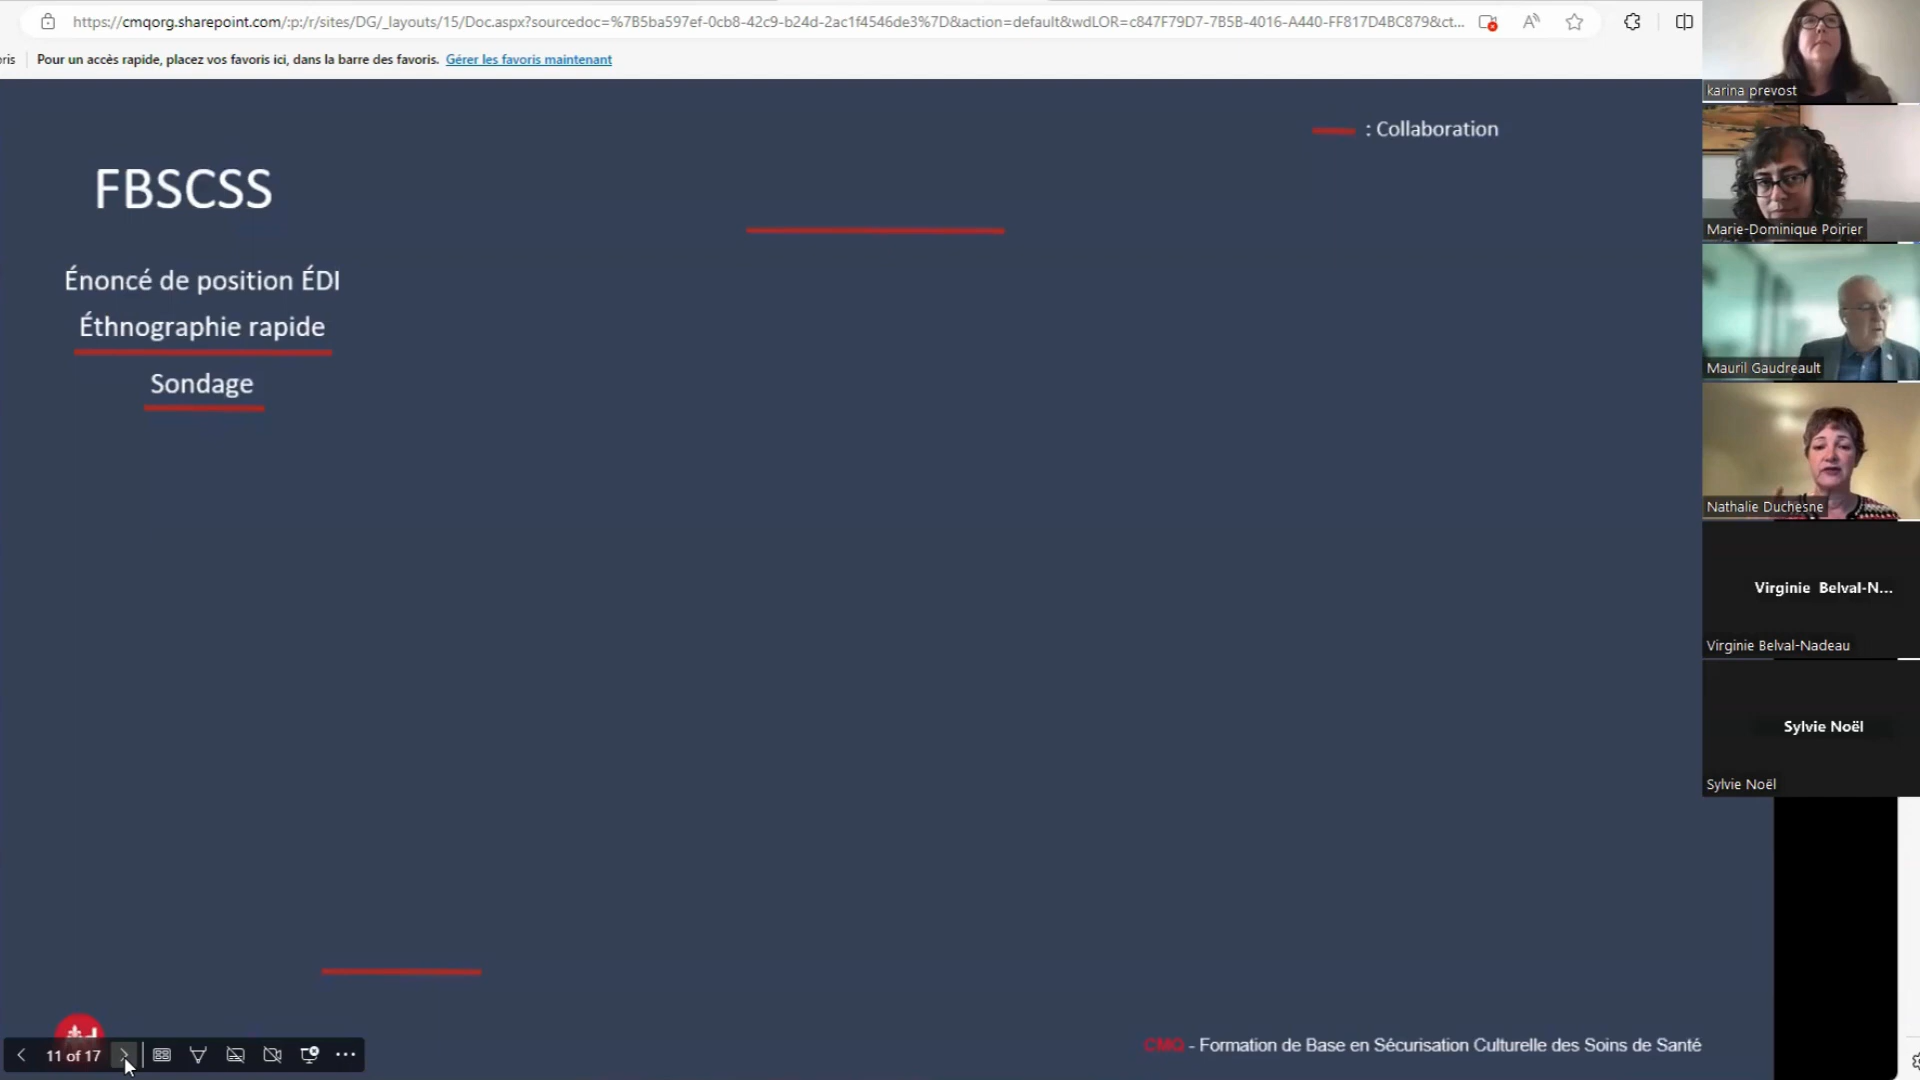 https://cmqorg.sharepoint.com/:p:/r/sites/DG/_layouts/15/Doc.aspx?sourcedoc=%7B5ba597ef-0cb8-42c9-b24d-2ac1f4546de3%7D&action=default&wdLOR=c847F79D7-7B5B-4016-A440-FF817D4BC879&ct...
oris Pour un accès rapide, placez vos favoris ici, dans la barre des favoris. Gérer les favoris maintenant
: Collaboration
FBSCSS
Énoncé de position ÉDI
Éthnographie rapide
Sondage
CMQ - Formation de Base en Sécurisation Culturelle des Soins de Santé
11 of 17
karina prevost
Marie-Dominique Poirier
Mauril Gaudreault
Nathalie Duchesne
Virginie Belval-N...
Virginie Belval-Nadeau
Sylvie Noël
Sylvie Noël